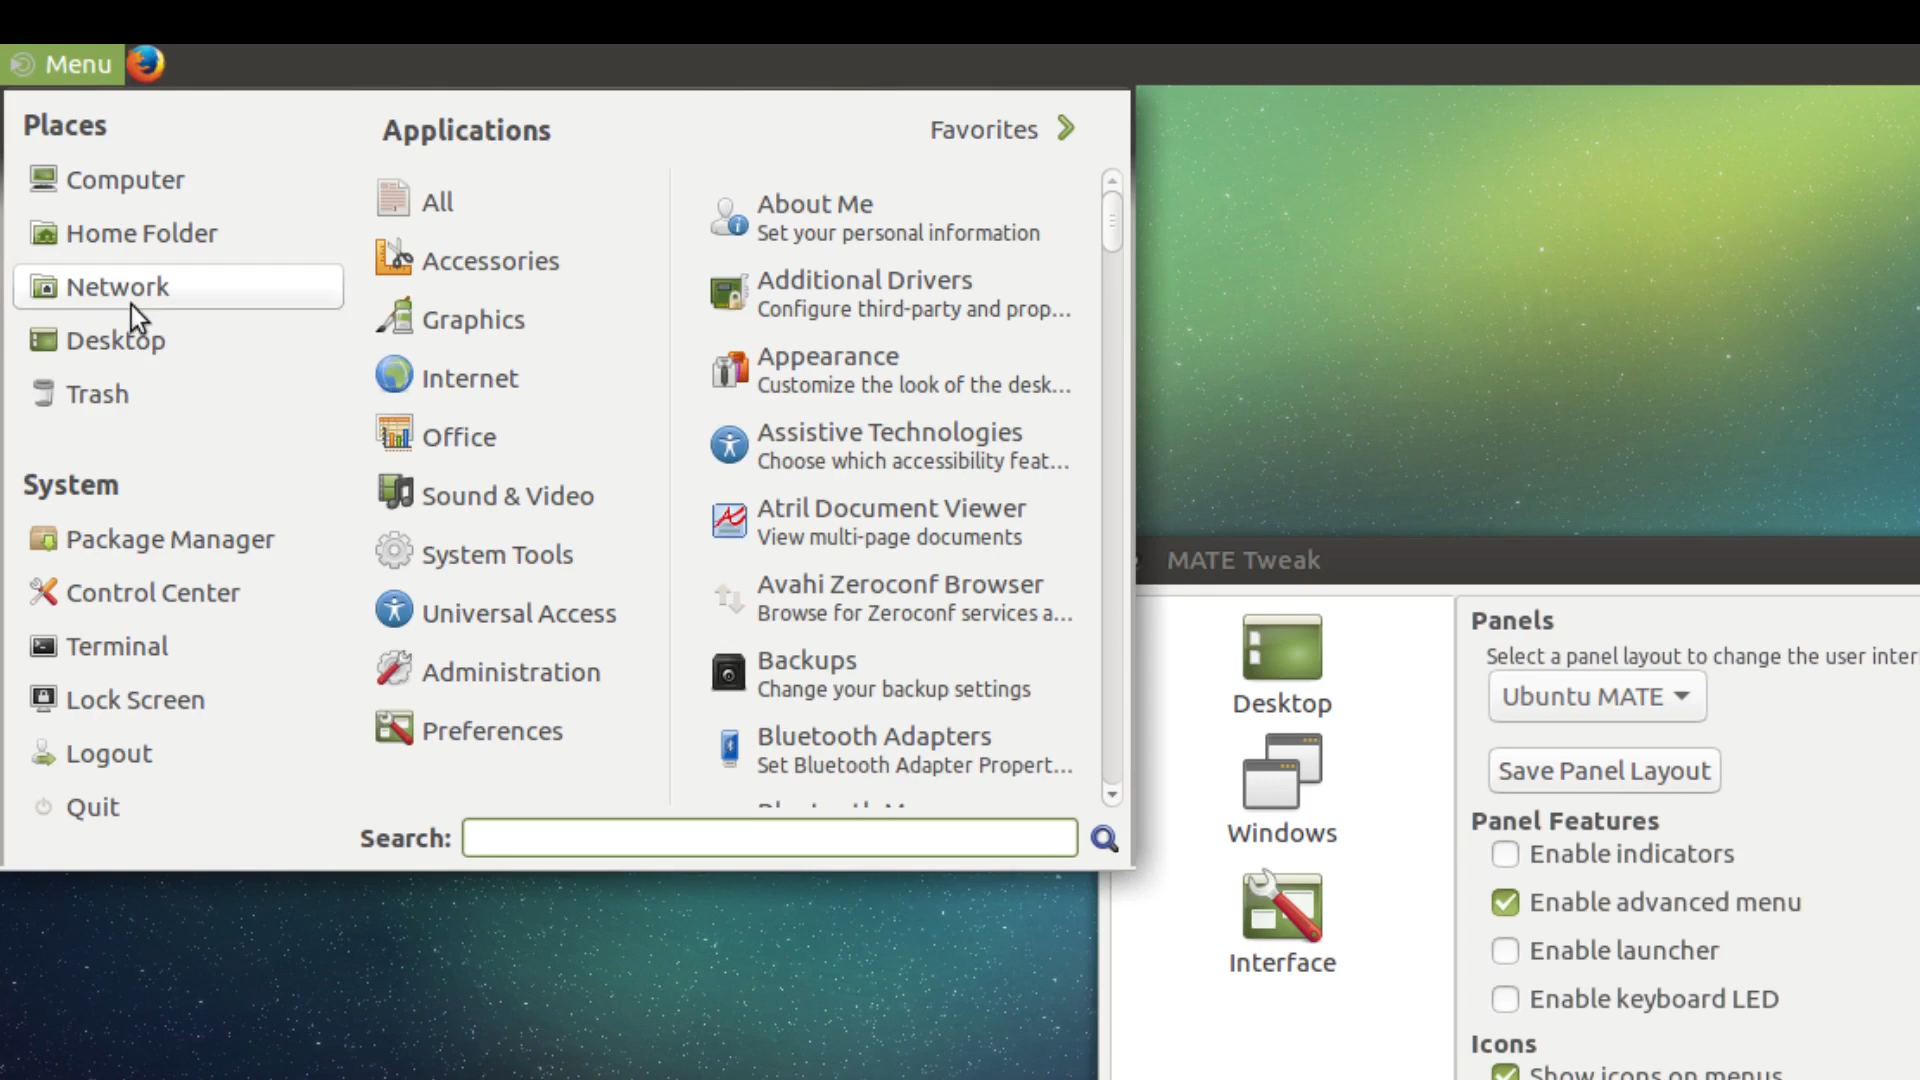 Menu
Places
Computer
Home Folder
Network
Desktop
Trash
System
Package Manager
Control Center
Terminal
Lock Screen
Logout
Quit
Applications
Favorites
All
Accessories
Graphics
Internet
Office
Sound & Video
System Tools
Universal Access
Administration
Preferences
About Me
Set your personal information
Additional Drivers
Configure third-party and prop...
Appearance
Customize the look of the desk...
Assistive Technologies
Choose which accessibility feat...
Atril Document Viewer
View multi-page documents
Avahi Zeroconf Browser
Browse for Zeroconf services a...
Backups
Change your backup settings
Bluetooth Adapters
Set Bluetooth Adapter Propert...
Search:
MATE Tweak
Desktop
Windows
Interface
Panels
Select a panel layout to change the user
Ubuntu MATE
Save Panel Layout
Panel Features
Enable indicators
Enable advanced menu
Enable launcher
Enable keyboard LED
Icons
Show icons on menus